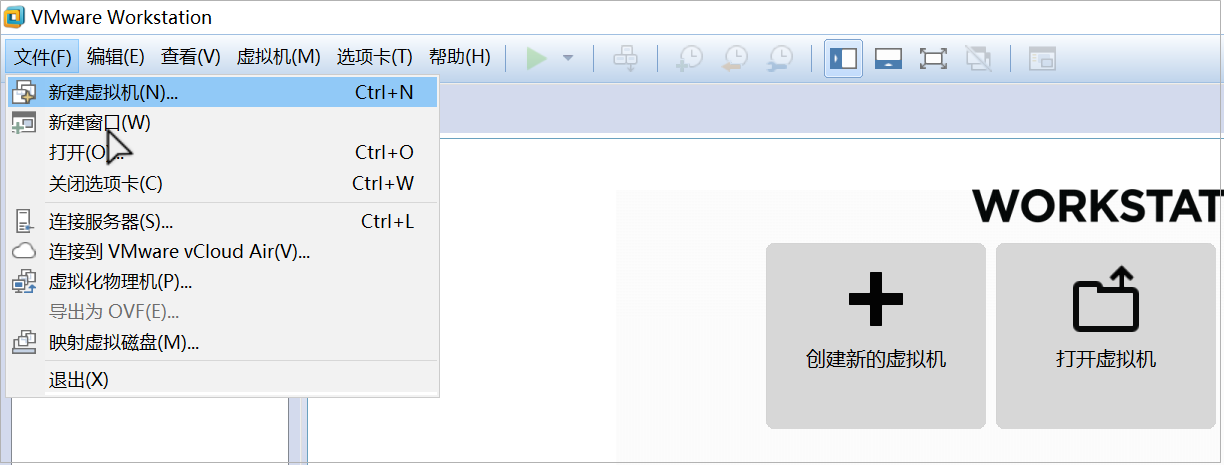 VMware Workstation
文件(F) 编辑(E) 查看(V) 虚拟机(M) 选项卡(T) 帮助(H)
新建虚拟机(N)... Ctrl+N
新建窗口(W)
打开(O)... Ctrl+O
关闭选项卡(C) Ctrl+W
连接服务器(S)... Ctrl+L
连接到 VMware vCloud Air(V)...
虚拟化物理机(P)...
导出为 OVF(E)...
映射虚拟磁盘(M)...
退出(X)
WORKSTAT
创建新的虚拟机 打开虚拟机